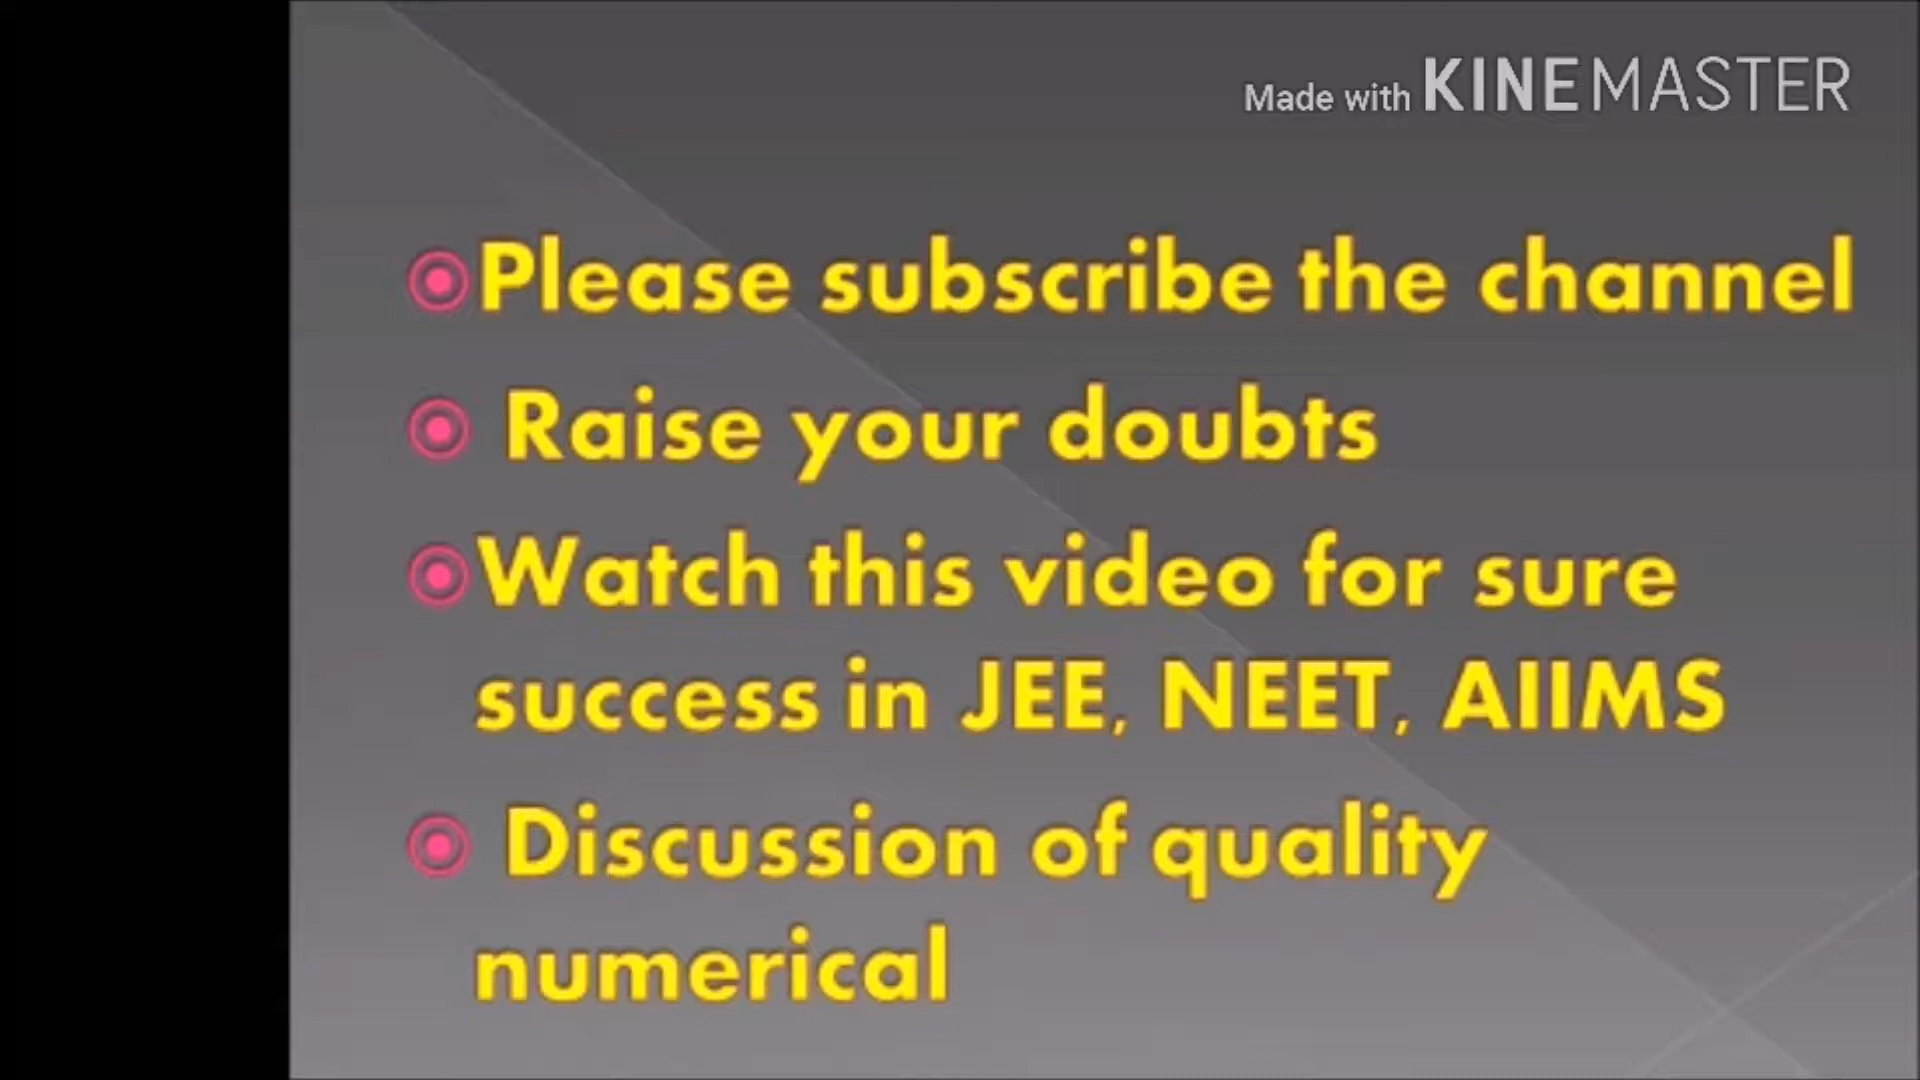 Made with KINEMASTER
Please subscribe the channel
Raise your doubts
Watch this video for sure
success in JEE, NEET, AIIMS
Discussion of quality
numerical